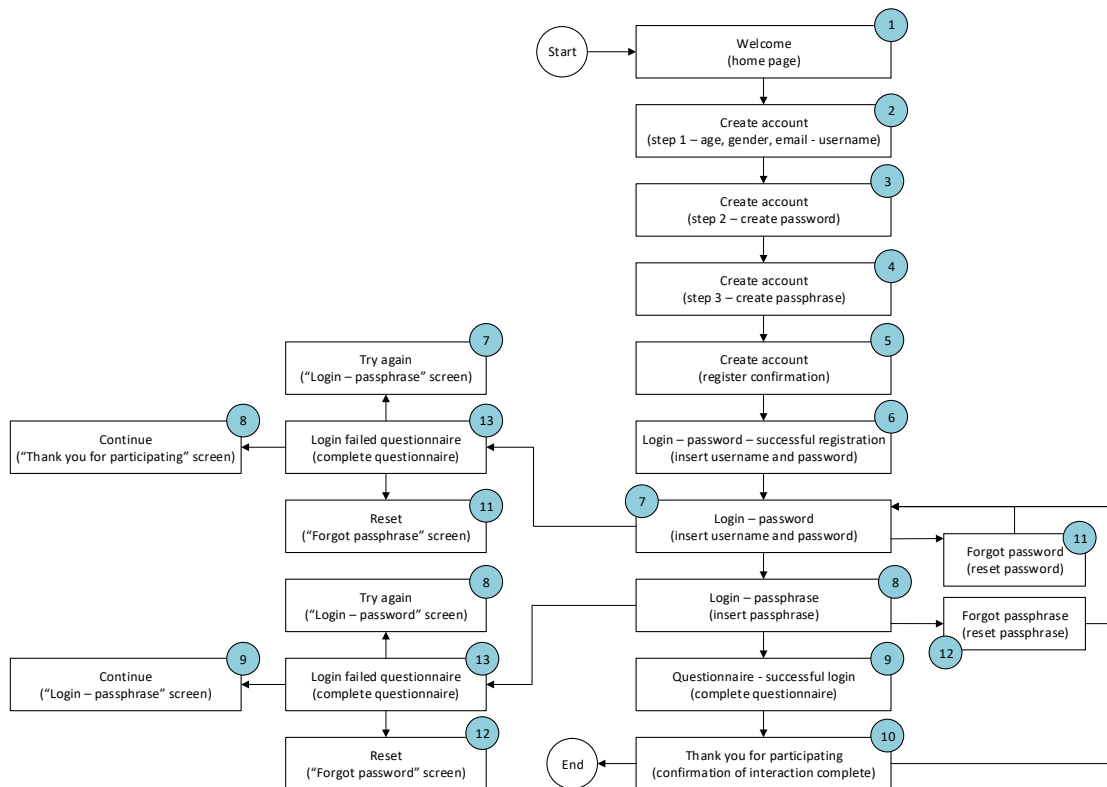 1
Start
Welcome
(home page)
2
Create account
(step 1 – age, gender, email - username)
3
Create account
(step 2 – create password)
4
Create account
(step 3 – create passphrase)
5
Create account
(register confirmation)
7
Try again
(“Login – passphrase” screen)
8
Continue
(“Thank you for participating” screen)
13
Login failed questionnaire
(complete questionnaire)
6
Login – password – successful registration
(insert username and password)
11
Reset
(“Forgot passphrase” screen)
7
Login – password
(insert username and password)
11
Forgot password
(reset password)
8
Try again
(“Login – password” screen)
8
Login – passphrase
(insert passphrase)
Forgot passphrase
(reset passphrase)
12
9
Continue
(“Login – passphrase” screen)
13
Login failed questionnaire
(complete questionnaire)
9
Questionnaire - successful login
(complete questionnaire)
12
Reset
(“Forgot password” screen)
End
10
Thank you for participating
(confirmation of interaction complete)